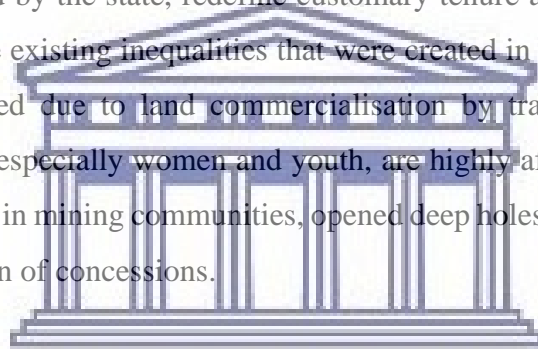 by the state, redefine customary tenure a
existing inequalities that were created in
ed due to land commercialisation by tra
especially women and youth, are highly af
in mining communities, opened deep holes
n of concessions.